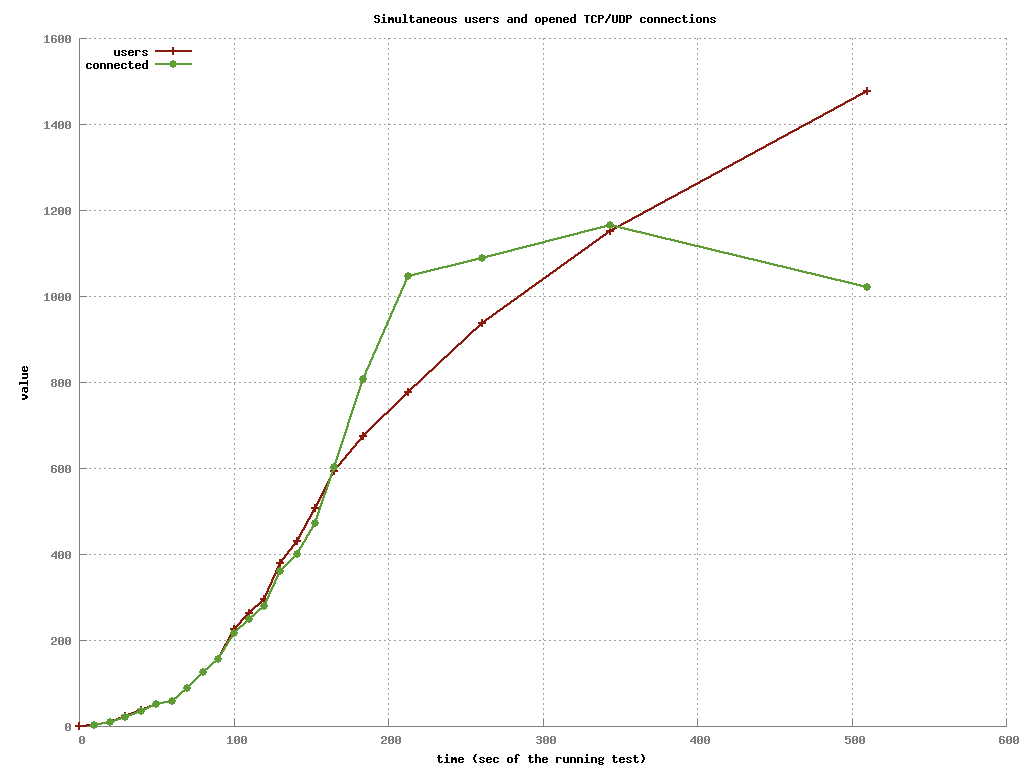 Simultaneous users and opened TCP/UDP connections
users
connected
1600
1400
1200
1000
800
600
400
200
0
value
0 100 200 300 400 500 600
time (sec of the running test)